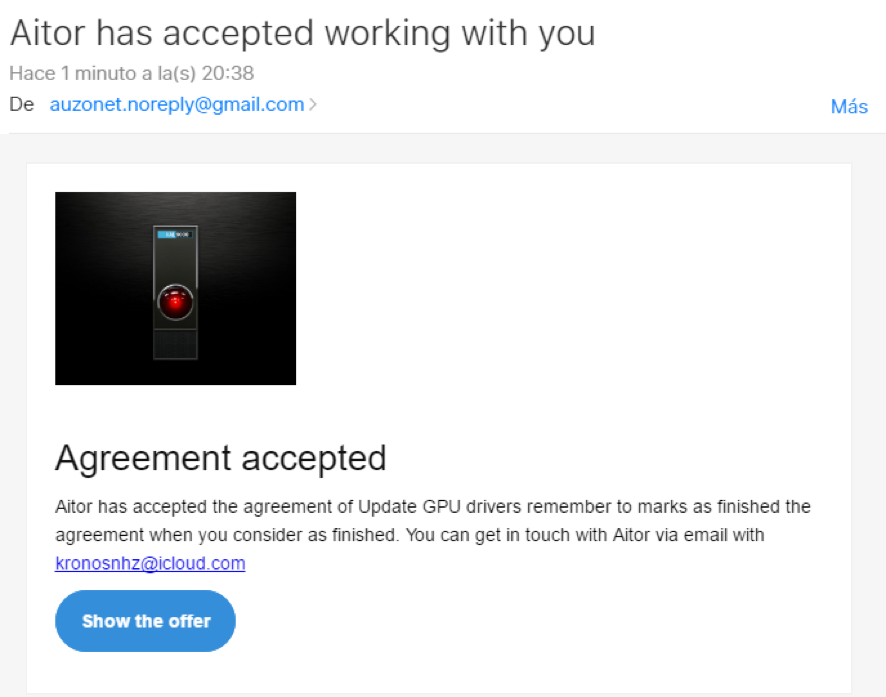 Aitor has accepted working with you
Hace 1 minuto a la(s) 20:38
De auzonet.noreply@gmail.com >
Más
Agreement accepted
Aitor has accepted the agreement of Update GPU drivers remember to marks as finished the
agreement when you consider as finished. You can get in touch with Aitor via email with
kronosnhz@icloud.com
Show the offer